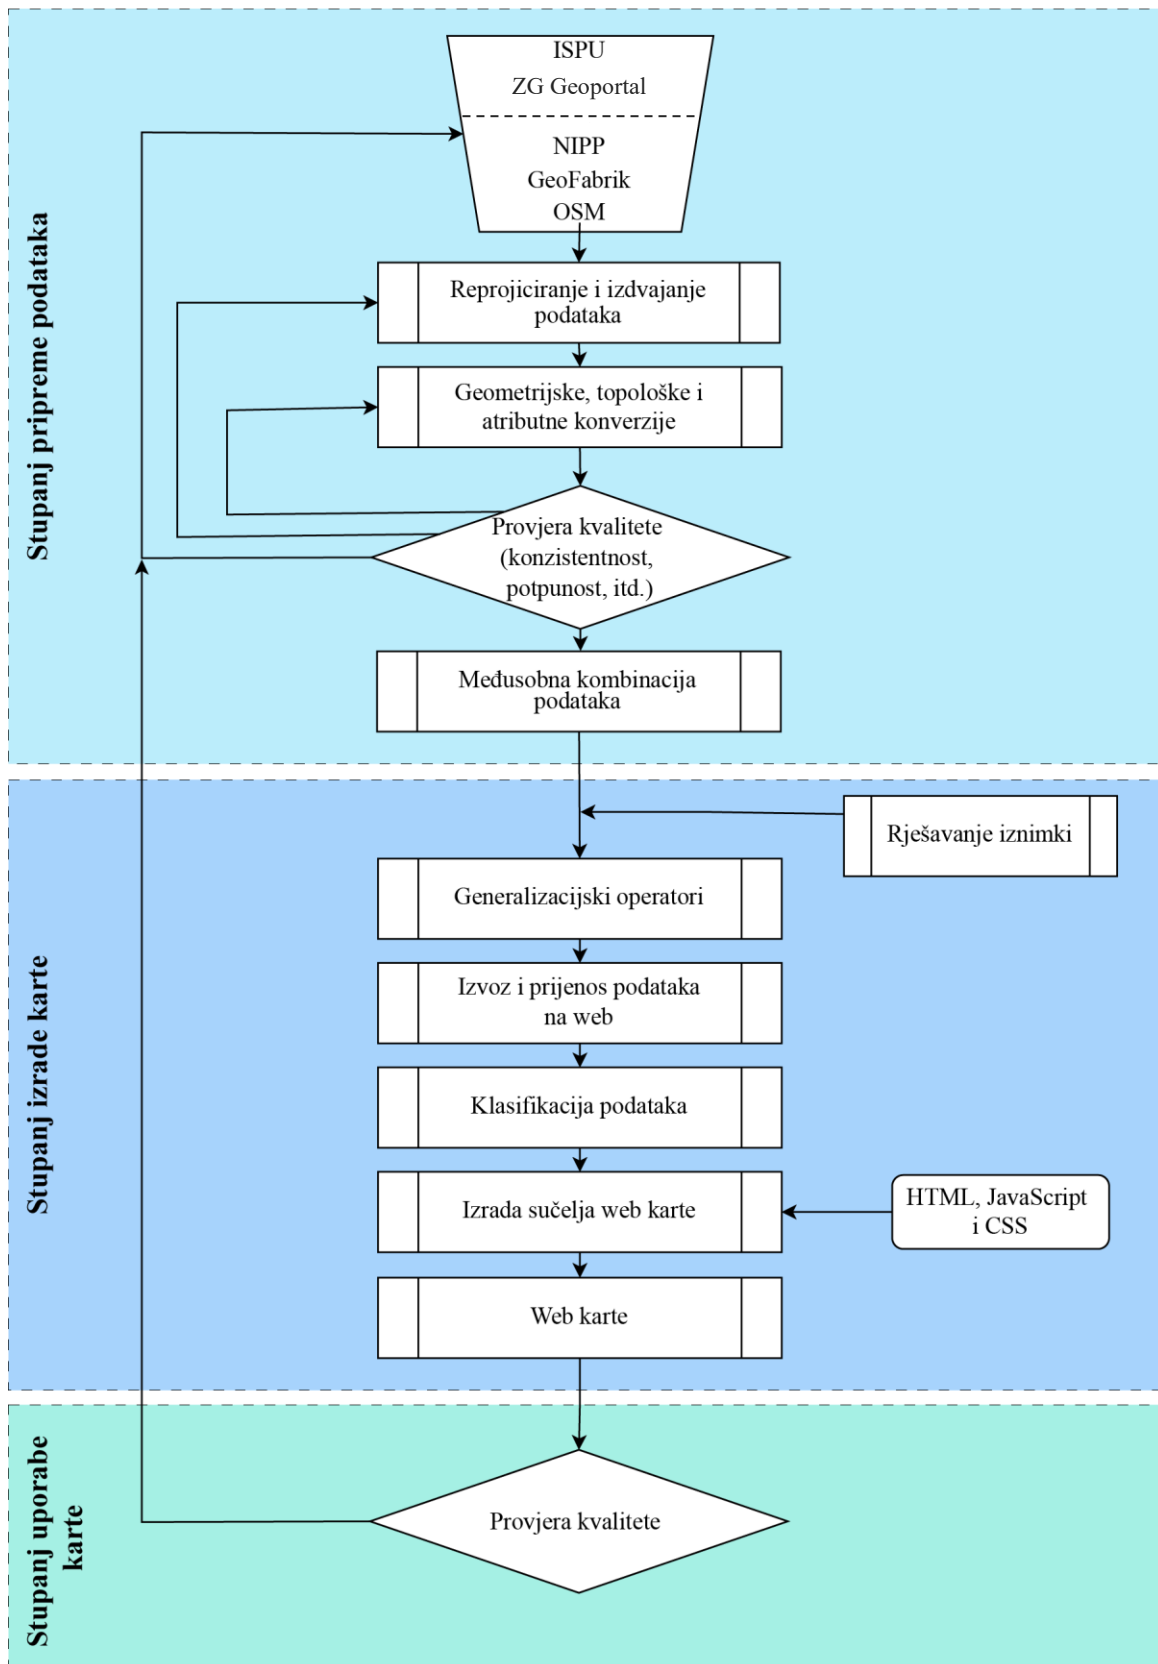 Stupanj pripreme podataka
ISPU
ZG Geoportal
NIPP
GeoFabrik
OSM
Reprojiciranje i izdvajanje
podataka
Geometrijske, topološke i
atributne konverzije
Provjera kvalitete
(konzistentnost,
potpunost, itd.)
Međusobna kombinacija
podataka
Stupanj izrade karte
Rješavanje iznimki
Generalizacijski operatori
Izvoz i prijenos podataka
na web
Klasifikacija podataka
Izrada sučelja web karte
HTML, JavaScript
i CSS
Web karte
Stupanj uporabe
karte
Provjera kvalitete